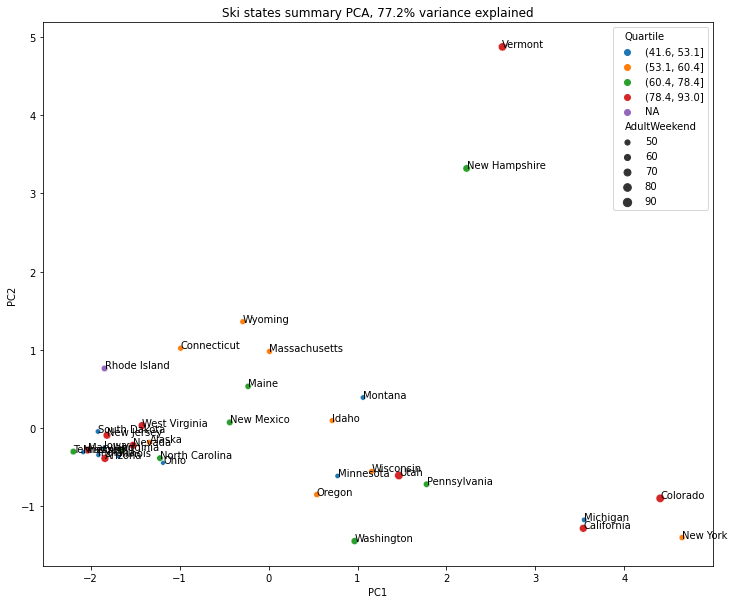 Ski states summary PCA, 77.2% variance explained
Quartile
(41.6, 53.1]
(53.1, 60.4]
(60.4, 78.4]
(78.4, 93.0]
NA
AdultWeekend
50
60
70
80
90
Vermont
New Hampshire
Wyoming
Connecticut
Massachusetts
Rhode Island
Maine
Montana
New Mexico
Idaho
West Virginia
South Dakota
New Jersey
Alaska
Nevada
Iowa
Arizona
North Carolina
Ohio
Wisconsin
Minnesota
Utah
Pennsylvania
Oregon
Colorado
Michigan
California
New York
Washington
5
4
3
2
1
0
−1
PC2
−2
−1
0
1
2
3
4
PC1